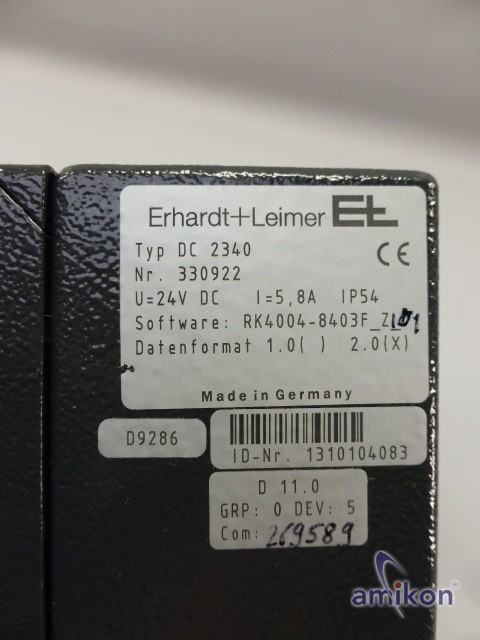 Erhardt+Leimer E+L
Typ DC 2340
CE
Nr. 330922
U=24V DC I=5,8A IP54
Software: RK4004-8403F_Z
Datenformat 1.0( ) 2.0(X)
Made in Germany
D9286
ID-Nr. 1310104083
D 11.0
GRP: 0 DEV: 5
Com: 269589
amikon®